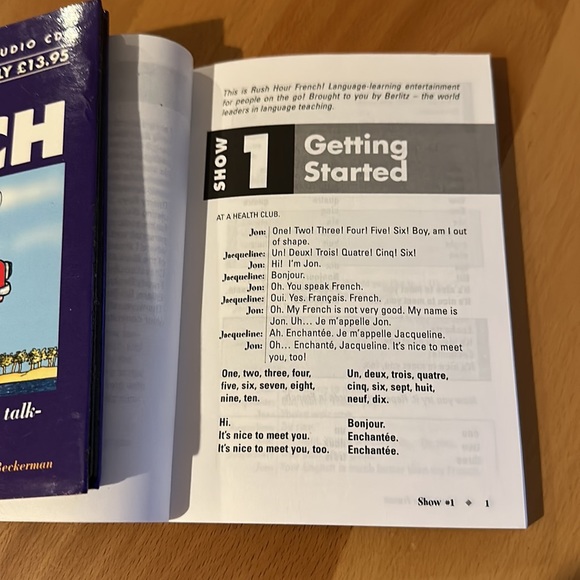 UDIO CD
LY £13.95
CH
talk-
Beckerman
This is Rush Hour French! Language-learning entertainment
for people on the go! Brought to you by Berlitz – the world
leaders in language teaching.
SHOW 1
Getting
Started
AT A HEALTH CLUB.
Jon: One! Two! Three! Four! Five! Six! Boy, am I out
of shape.
Jacqueline: Un! Deux! Trois! Quatre! Cinq! Six!
Jon: Hi! I'm Jon.
Jacqueline: Bonjour.
Jon: Oh. You speak French.
Jacqueline: Oui. Yes. Français. French.
Jon: Oh. My French is not very good. My name is
Jon. Uh... Je m'appelle Jon.
Jacqueline: Ah. Enchantée. Je m'appelle Jacqueline.
Jon: Oh... Enchanté, Jacqueline. It's nice to meet
you, too!
One, two, three, four, Un, deux, trois, quatre,
five, six, seven, eight, cinq, six, sept, huit,
nine, ten. neuf, dix.
Hi. Bonjour.
It's nice to meet you. Enchantée.
It's nice to meet you, too. Enchantée.
Show #1 ◆ 1